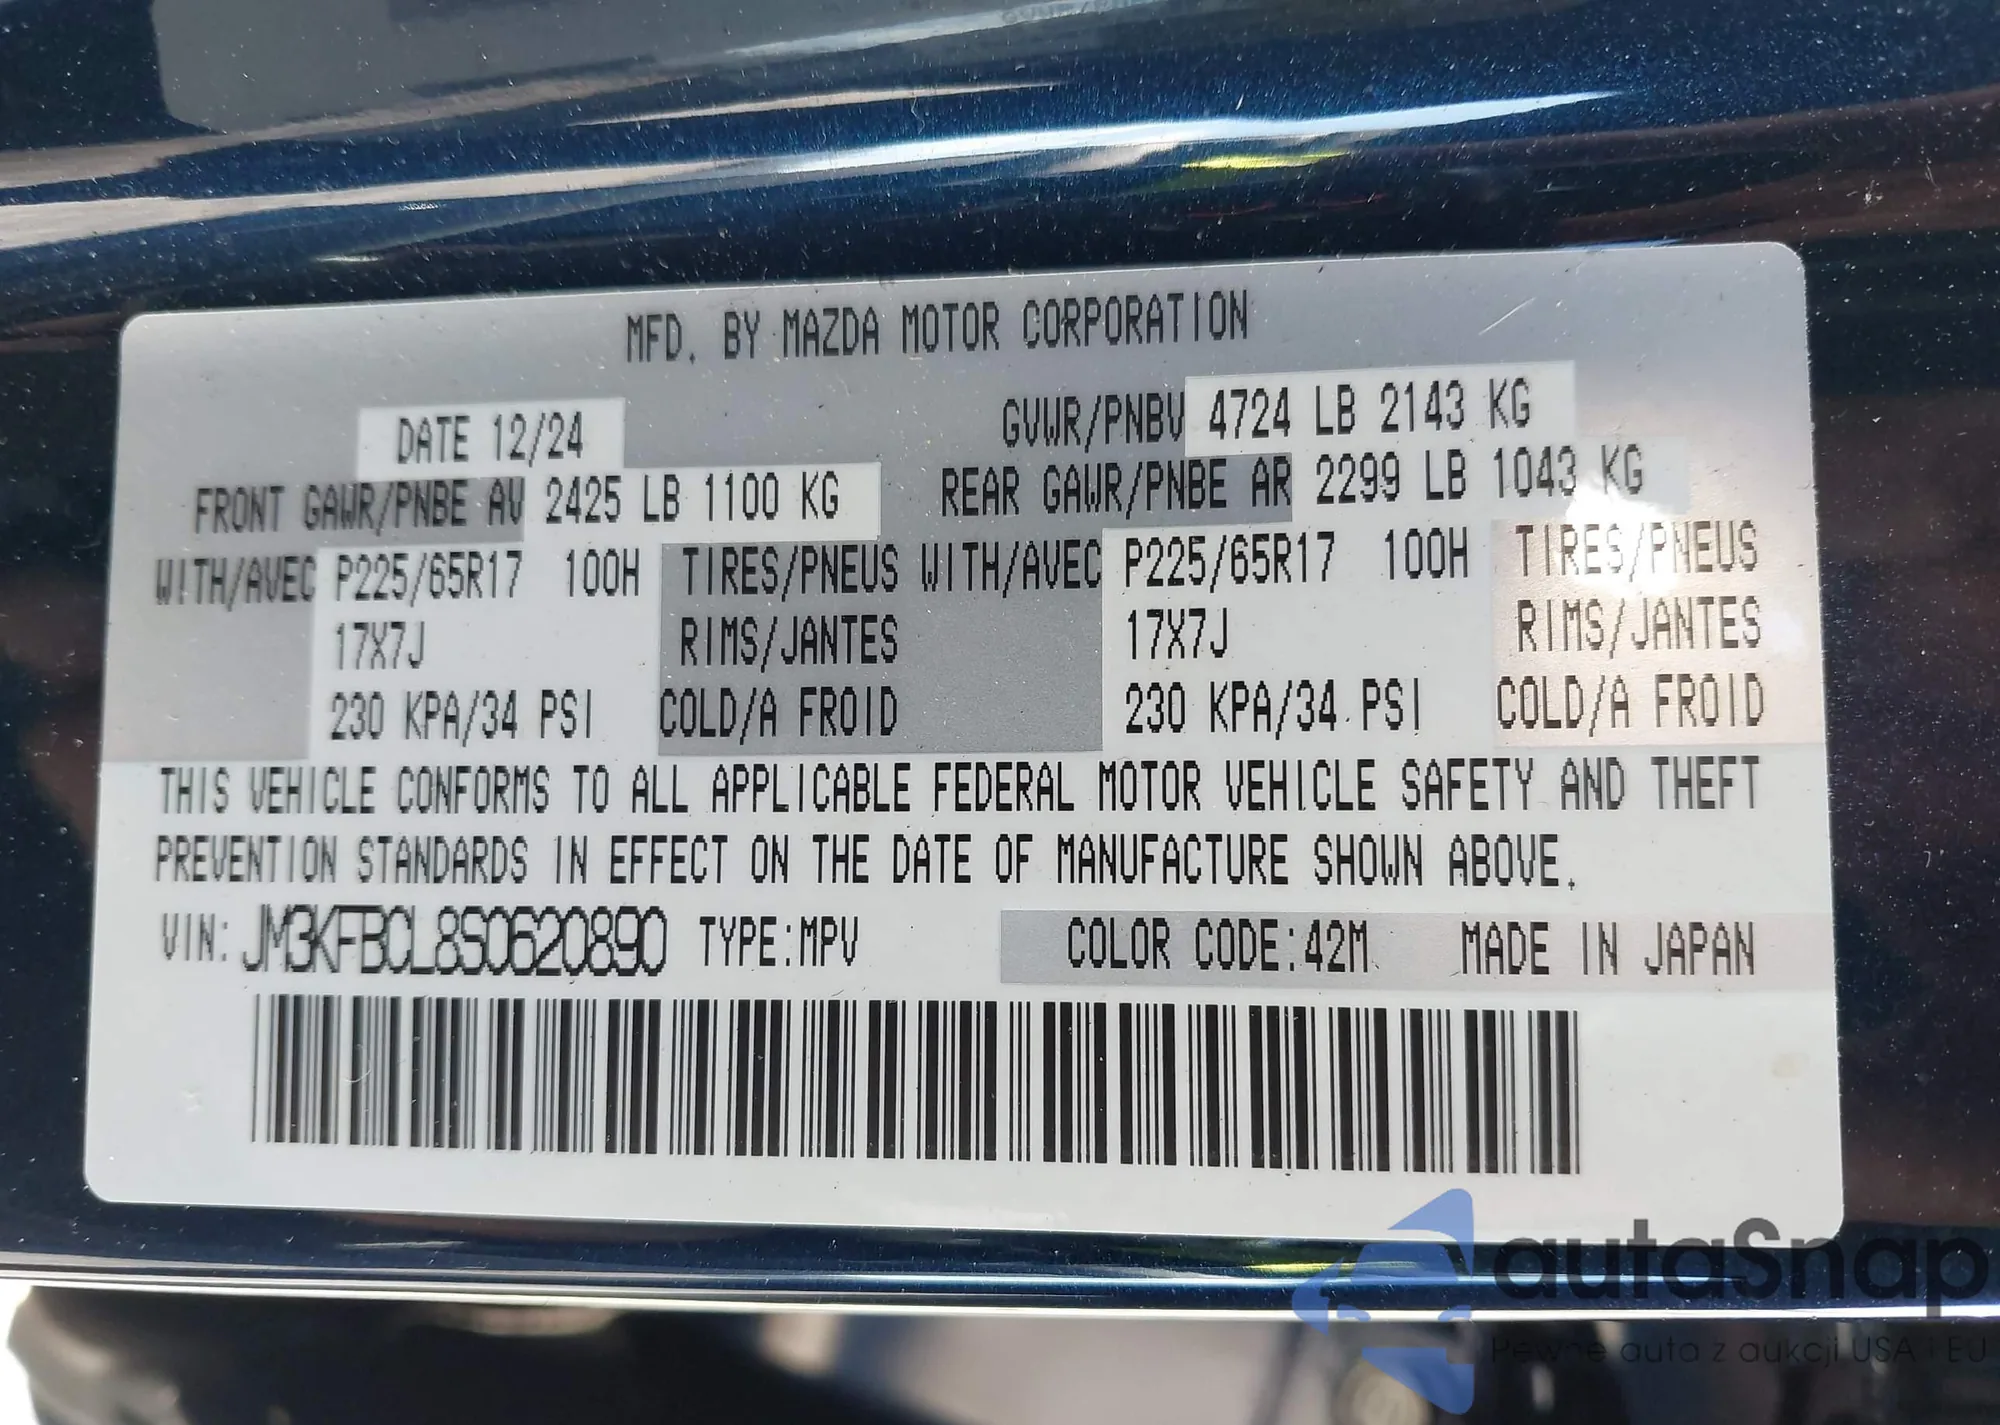 MFD. BY MAZDA MOTOR CORPORATION
DATE 12/24 GVWR/PNBV 4724 LB 2143 KG
FRONT GAWR/PNBE AV 2425 LB 1100 KG REAR GAWR/PNBE AR 2299 LB 1043 KG
WITH/AVEC P225/65R17 100H TIRES/PNEUS WITH/AVEC P225/65R17 100H TIRES/PNEUS
17X7J RIMS/JANTES 17X7J RIMS/JANTES
230 KPA/34 PSI COLD/A FROID 230 KPA/34 PSI COLD/A FROID
THIS VEHICLE CONFORMS TO ALL APPLICABLE FEDERAL MOTOR VEHICLE SAFETY AND THEFT
PREVENTION STANDARDS IN EFFECT ON THE DATE OF MANUFACTURE SHOWN ABOVE.
VIN: JM3KFBCL8S0620890 TYPE:MPV COLOR CODE:42M MADE IN JAPAN
autaSnap
Pewne auta z aukcji USA i EU